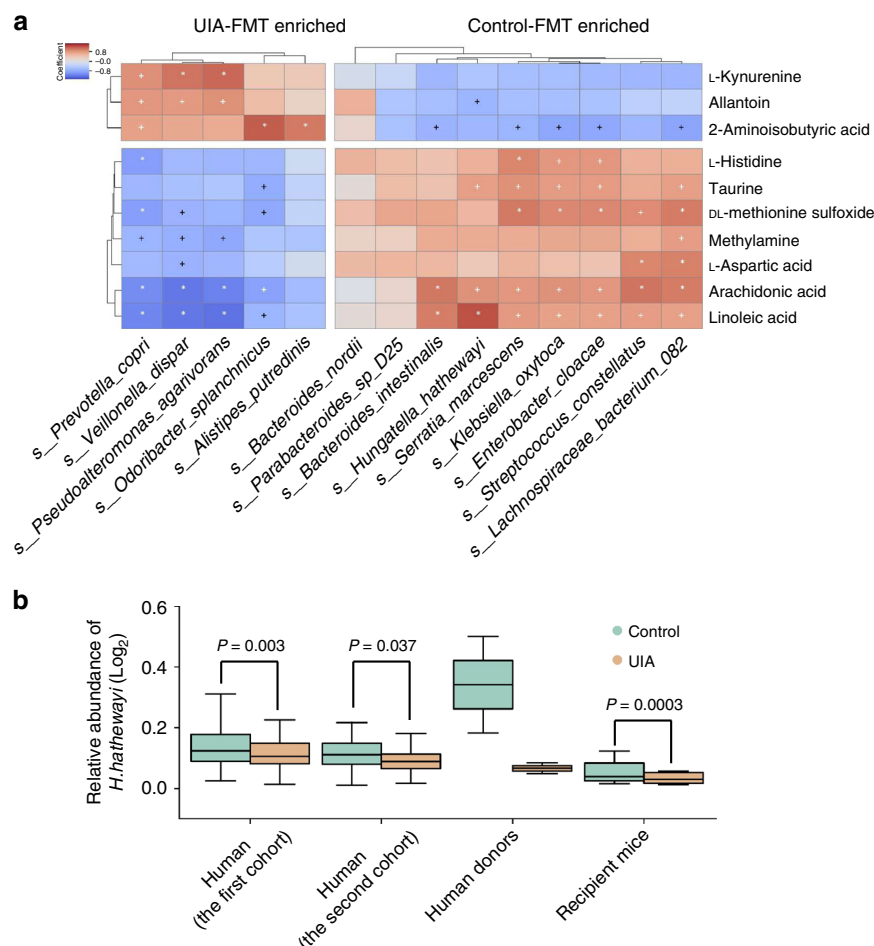 a
UIA-FMT enriched
Control-FMT enriched
Coefficient
0.8
−0.0
−0.8
L-Kynurenine
Allantoin
2-Aminoisobutyric acid
L-Histidine
Taurine
DL-methionine sulfoxide
Methylamine
L-Aspartic acid
Arachidonic acid
Linoleic acid
s__Prevotella_copri
s__Veillonella_dispar
s__Pseudoalteromonas_agarivorans
s__Odoribacter_splanchnicus
s__Alistipes_putredinis
s__Bacteroides_nordii
s__Parabacteroides_sp_D25
s__Bacteroides_intestinalis
s__Hungatella_hathewayi
s__Serratia_marcescens
s__Klebsiella_oxytoca
s__Enterobacter_cloacae
s__Streptococcus_constellatus
s__Lachnospiraceae_bacterium_082
b
Relative abundance of
H.hathewayi (Log2)
0.6
0.4
0.2
0.0
P = 0.003
P = 0.037
P = 0.0003
Control
UIA
Human
(the first cohort)
Human
(the second cohort)
Human donors
Recipient mice